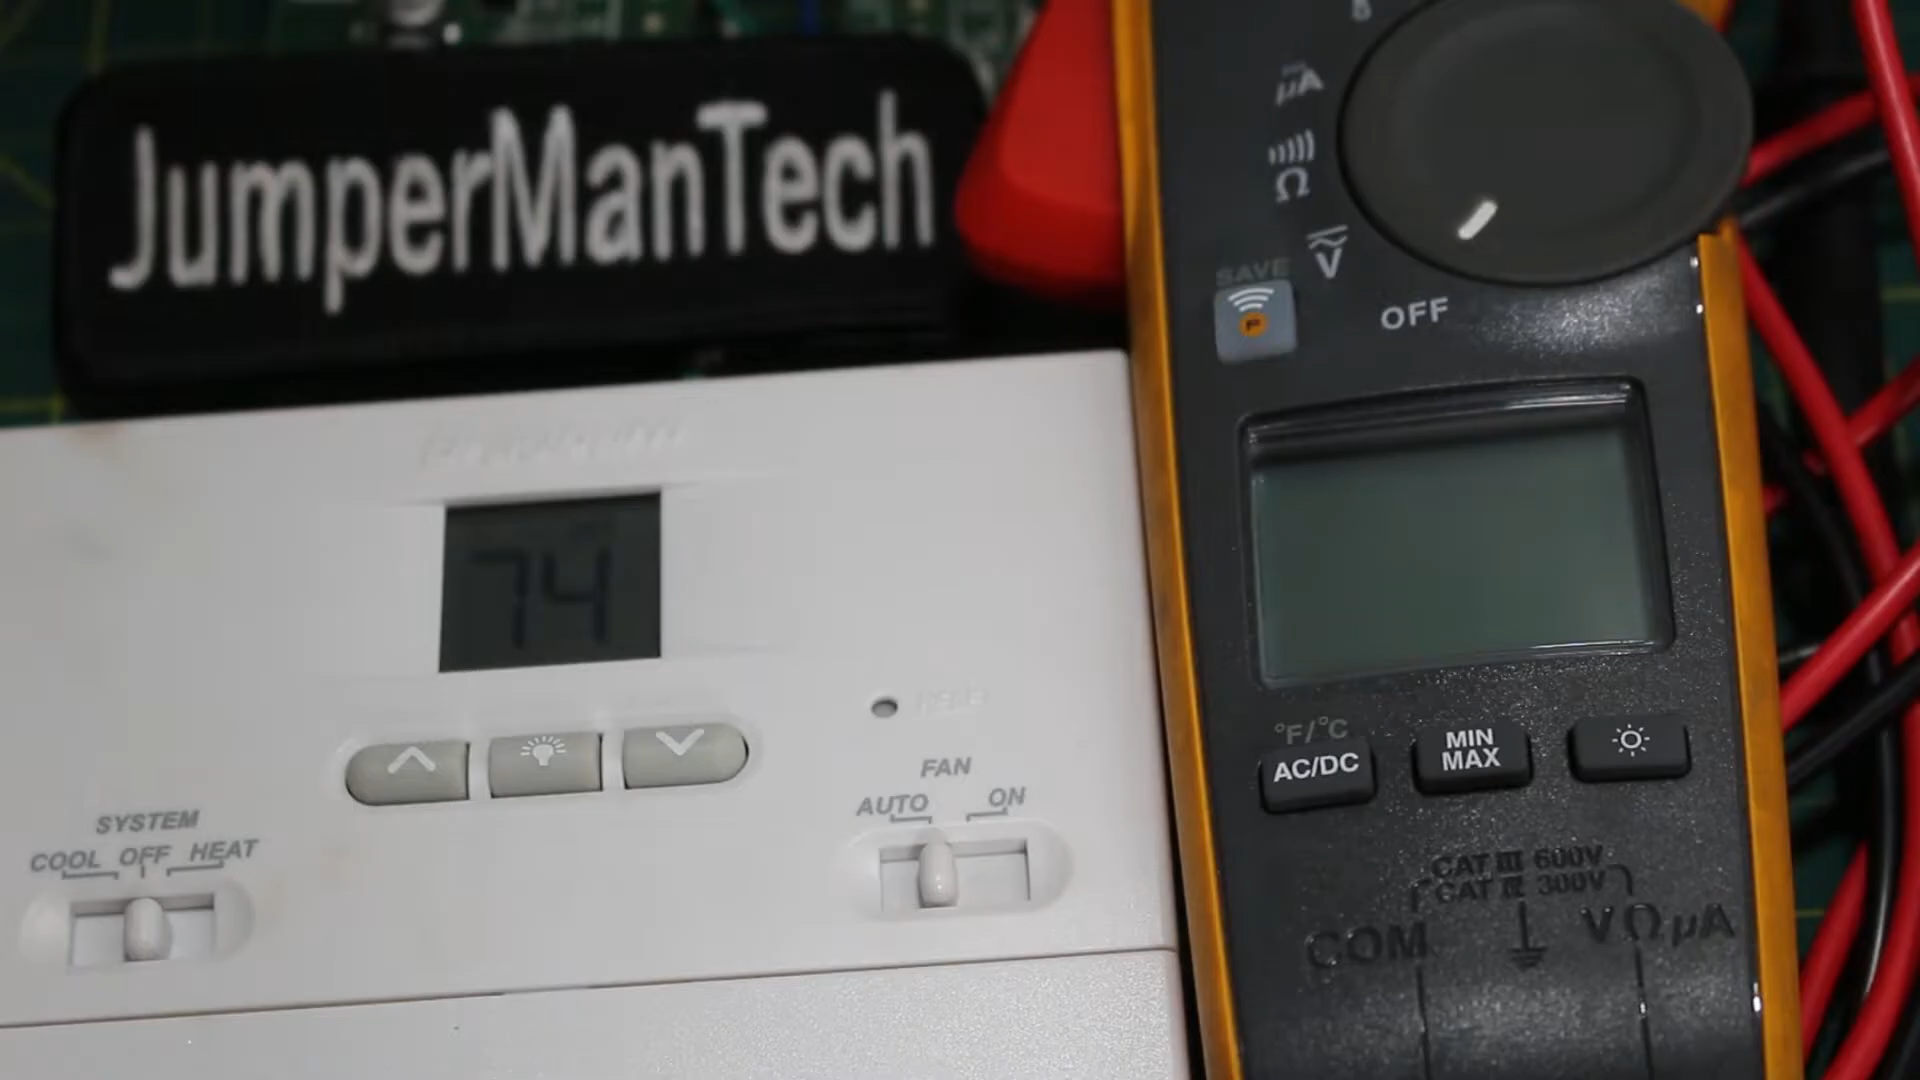 JumperManTech
74
SYSTEM
COOL OFF HEAT
FAN
AUTO ON
µA
Ω
V
SAVE
F
OFF
°F/°C
AC/DC
MIN
MAX
CAT III 600V
CAT IV 300V
COM
V Ω µA